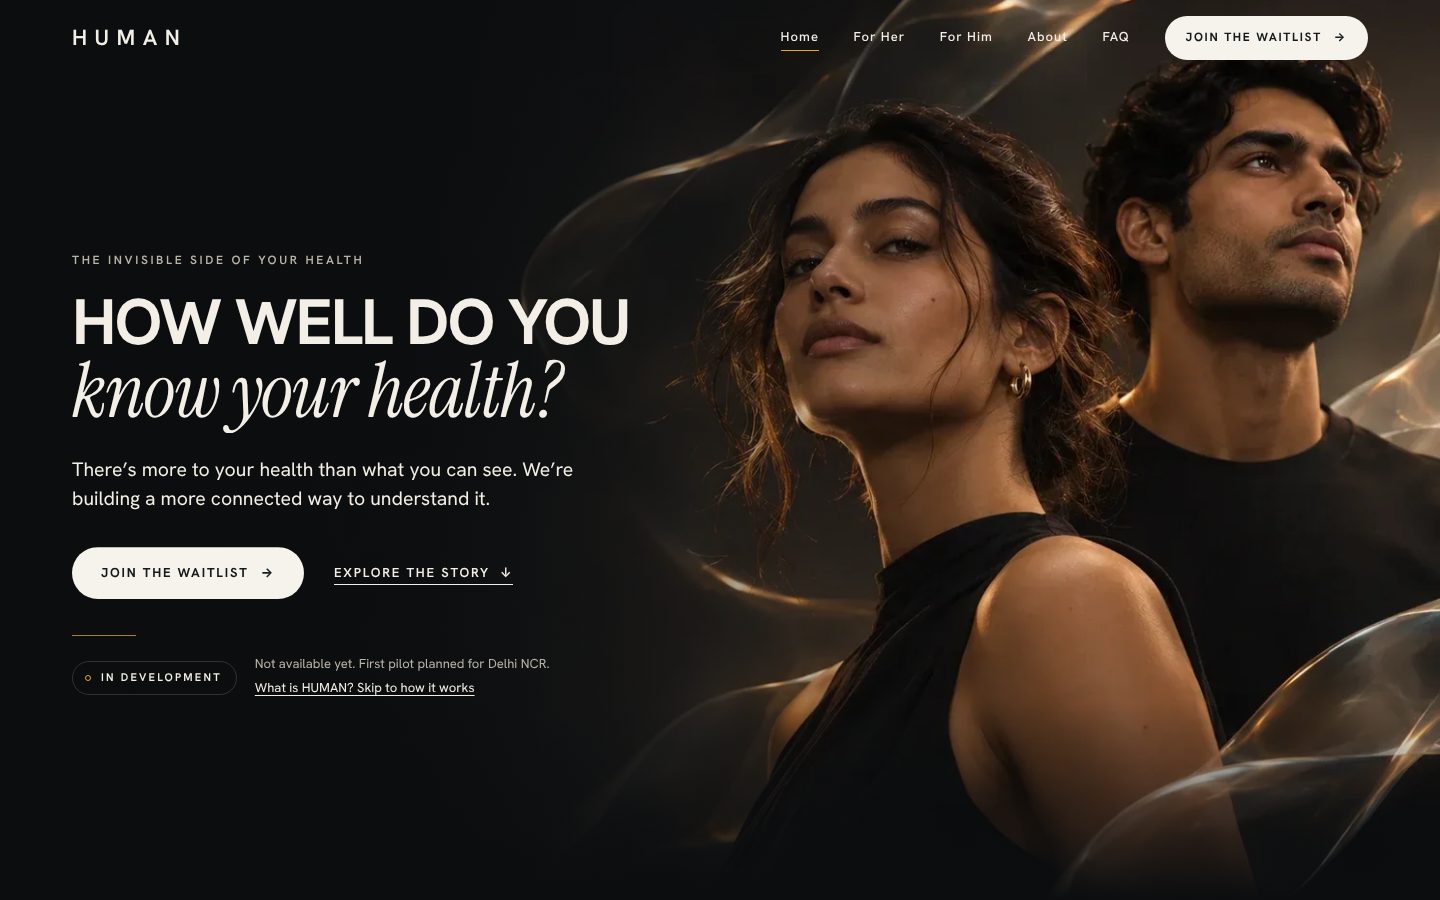 HUMAN
Home
For Her
For Him
About
FAQ
JOIN THE WAITLIST →
THE INVISIBLE SIDE OF YOUR HEALTH
HOW WELL DO YOU
know your health?
There’s more to your health than what you can see. We’re
building a more connected way to understand it.
JOIN THE WAITLIST →
EXPLORE THE STORY ↓
IN DEVELOPMENT
Not available yet. First pilot planned for Delhi NCR.
What is HUMAN? Skip to how it works